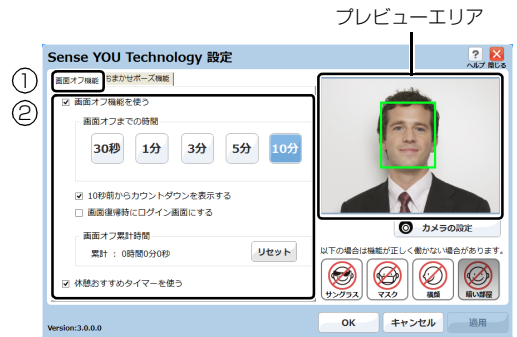 プレビューエリア
Sense YOU Technology 設定
ヘルプ 閉じる
① 画面オフ機能 おまかせポーズ機能
② 画面オフ機能を使う
画面オフまでの時間
30秒 1分 3分 5分 10分
10秒前からカウントダウンを表示する
画面復帰時にログイン画面にする
画面オフ累計時間
累計 : 0時間0分0秒 リセット
休憩おすすめタイマーを使う
カメラの設定
以下の場合は機能が正しく働かない場合があります。
サングラス マスク 横顔 暗い部屋
Version:3.0.0.0
OK キャンセル 適用